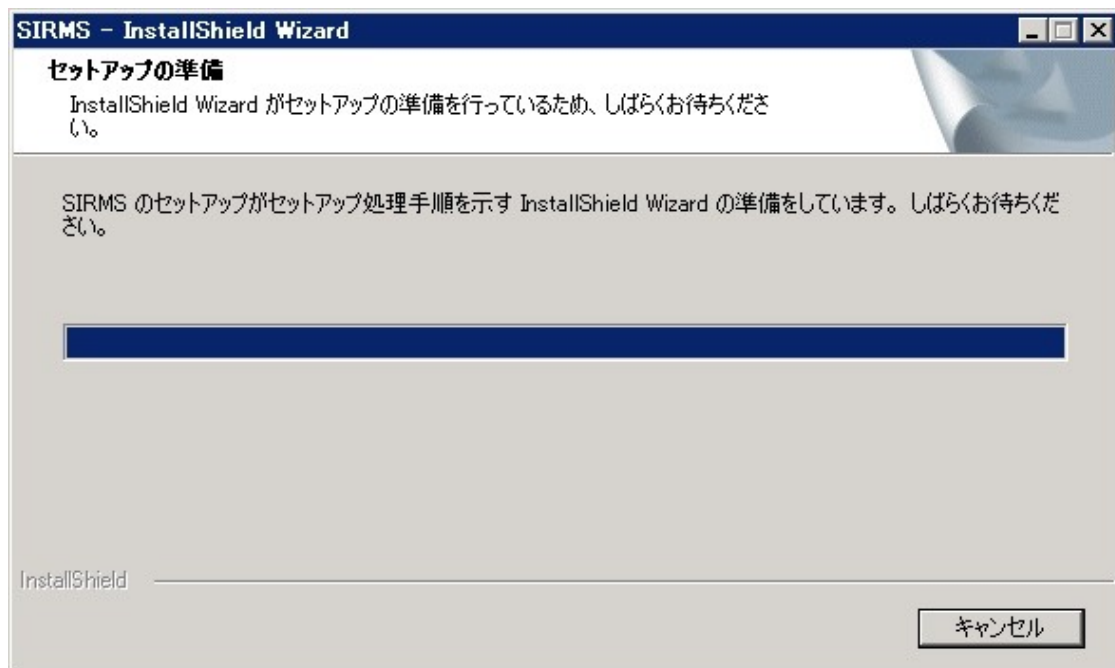 SIRMS - InstallShield Wizard
セットアップの準備
InstallShield Wizard がセットアップの準備を行っているため、しばらくお待ちくださ
い。
SIRMS のセットアップがセットアップ処理手順を示す InstallShield Wizard の準備をしています。しばらくお待ちくだ
さい。
InstallShield
キャンセル